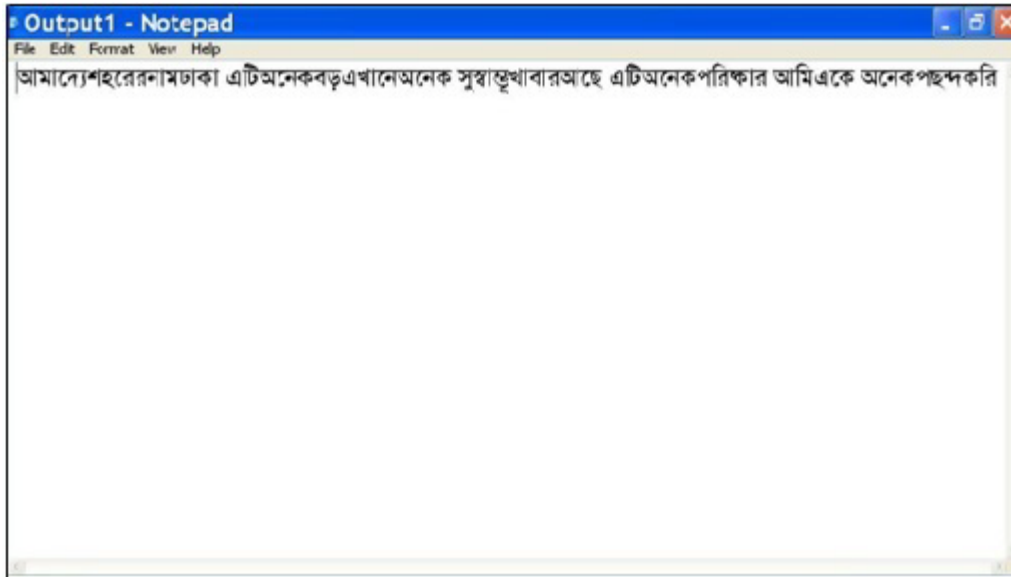 Output1 - Notepad
File Edit Format View Help
আমাদ্যেশহরেরনামঢাকা এটিঅনেকবড়এখানেঅনেক সুস্বাদুখাবারআছে এটিঅনেকপরিষ্কার আমিএকে অনেকপছন্দকরি